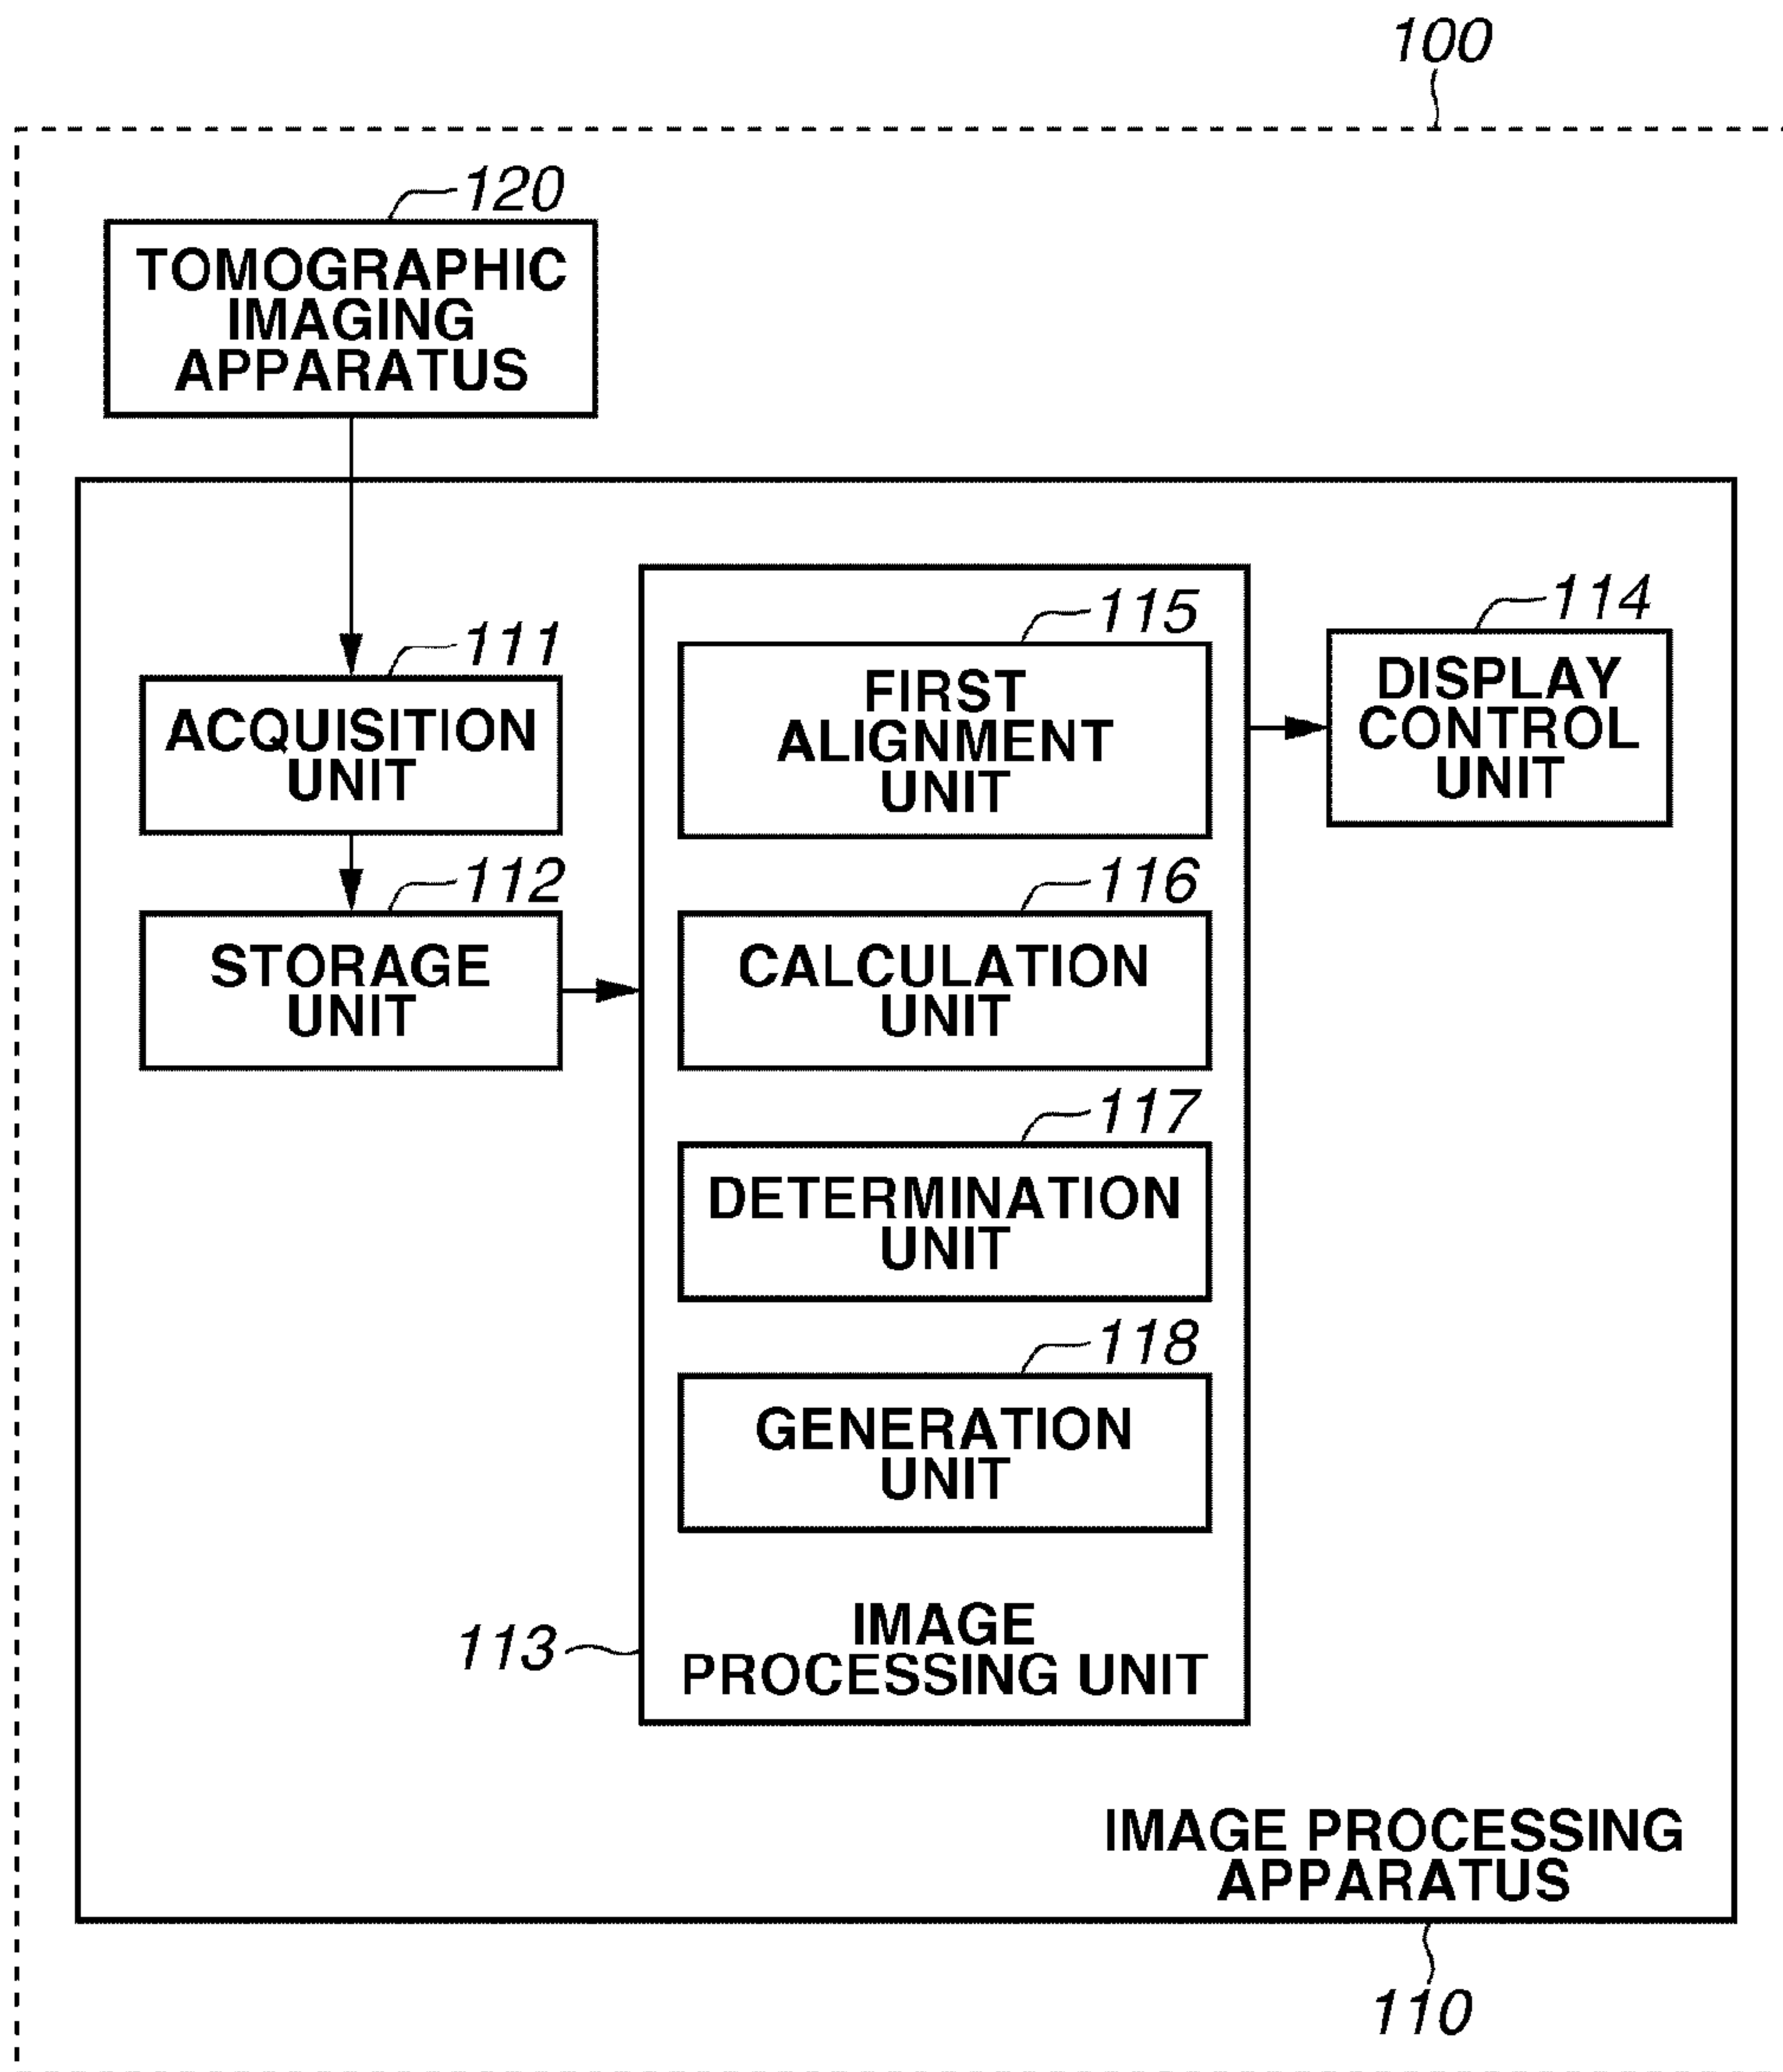 100
120
TOMOGRAPHIC
IMAGING
APPARATUS
111
ACQUISITION
UNIT
112
STORAGE
UNIT
115
FIRST
ALIGNMENT
UNIT
116
CALCULATION
UNIT
117
DETERMINATION
UNIT
118
GENERATION
UNIT
113
IMAGE
PROCESSING UNIT
114
DISPLAY
CONTROL
UNIT
IMAGE PROCESSING
APPARATUS
110